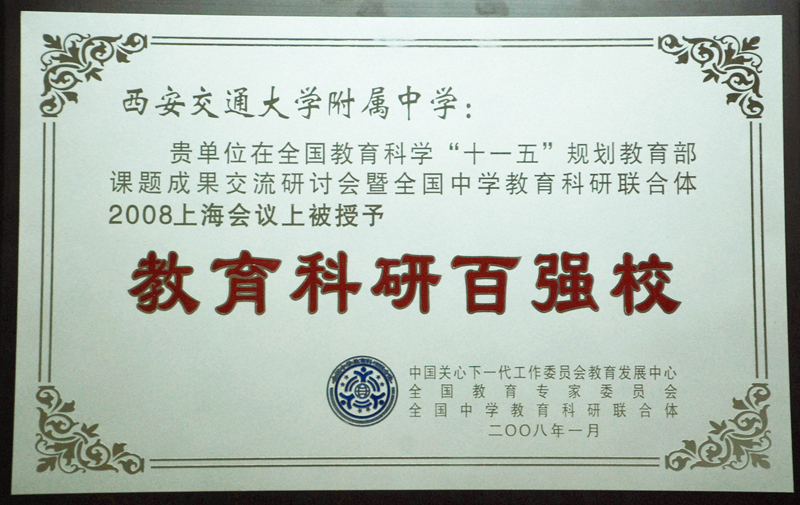 西安交通大学附属中学：
贵单位在全国教育科学“十一五”规划教育部
课题成果交流研讨会暨全国中学教育科研联合体
2008上海会议上被授予
教育科研百强校
中国关心下一代工作委员会教育发展中心
全国教育专家委员会
全国中学教育科研联合体
二〇〇八年一月